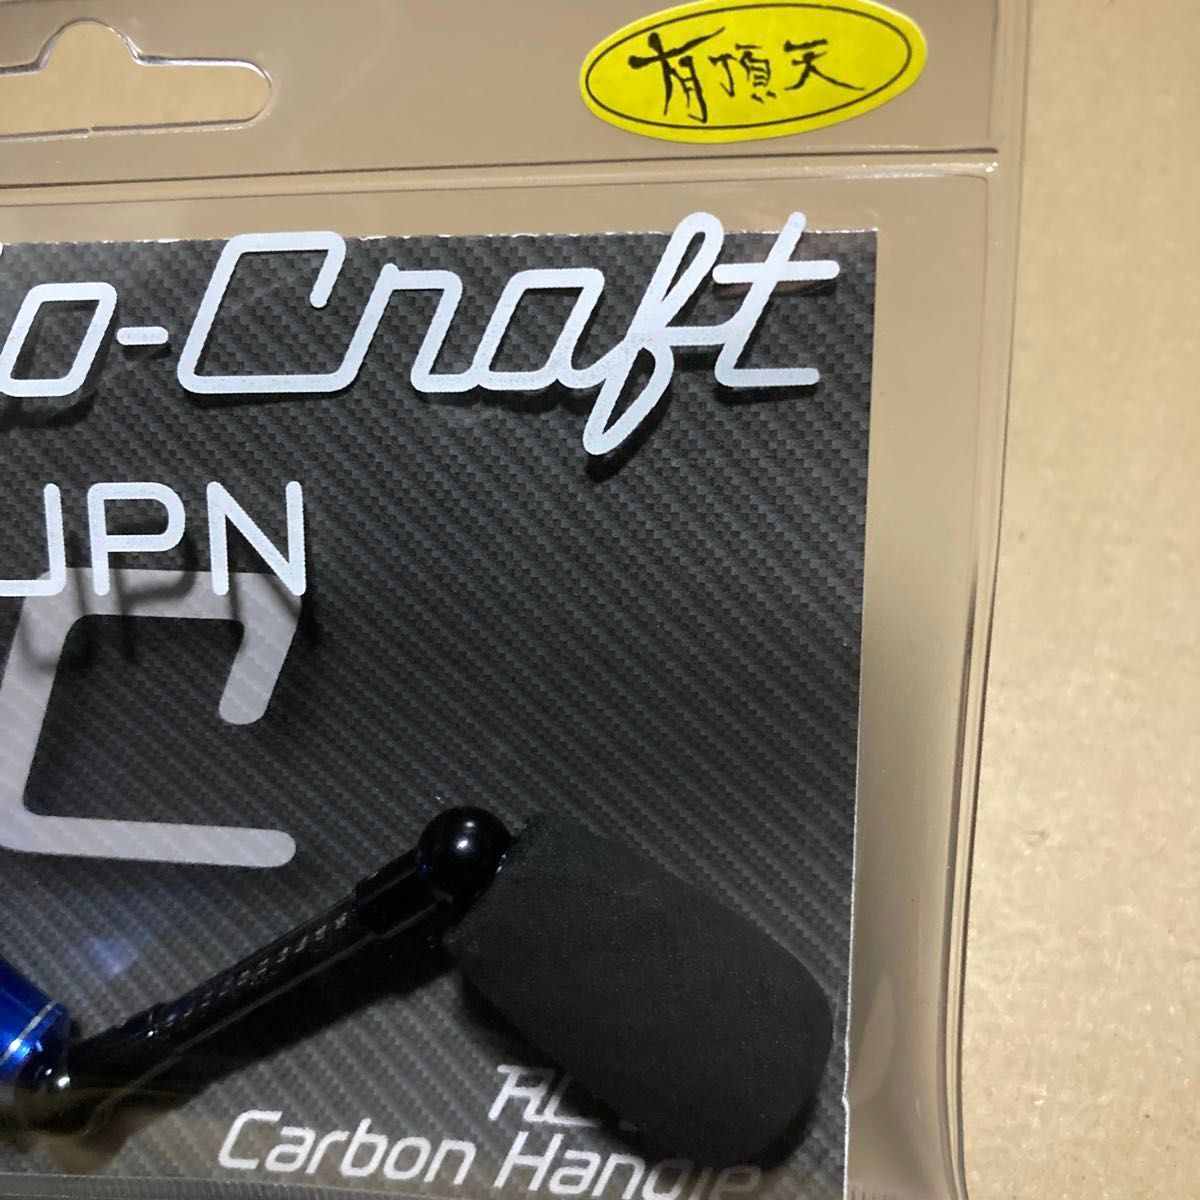 有頂天
o-Craft
JPN
Carbon Handle